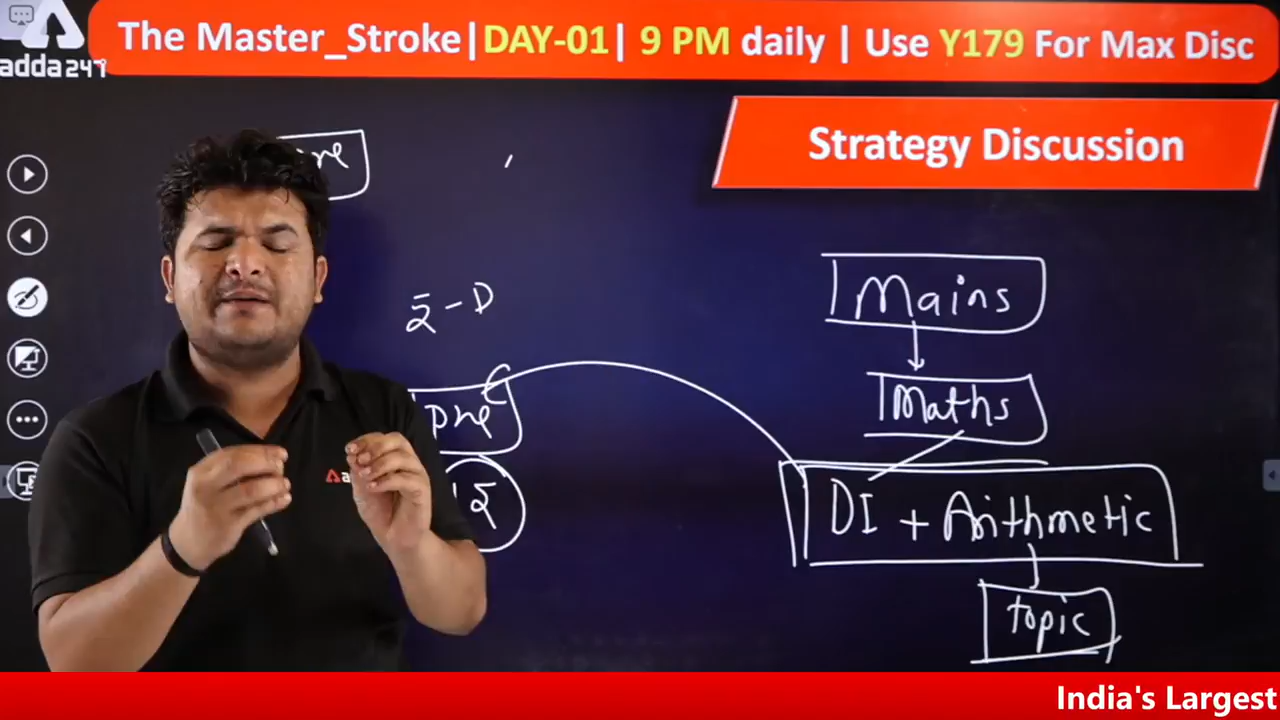 The Master_Stroke|DAY-01| 9 PM daily | Use Y179 For Max Disc
adda247
Strategy Discussion
Mains
Maths
Pre
DI + Arithmetic
topic
India's Largest